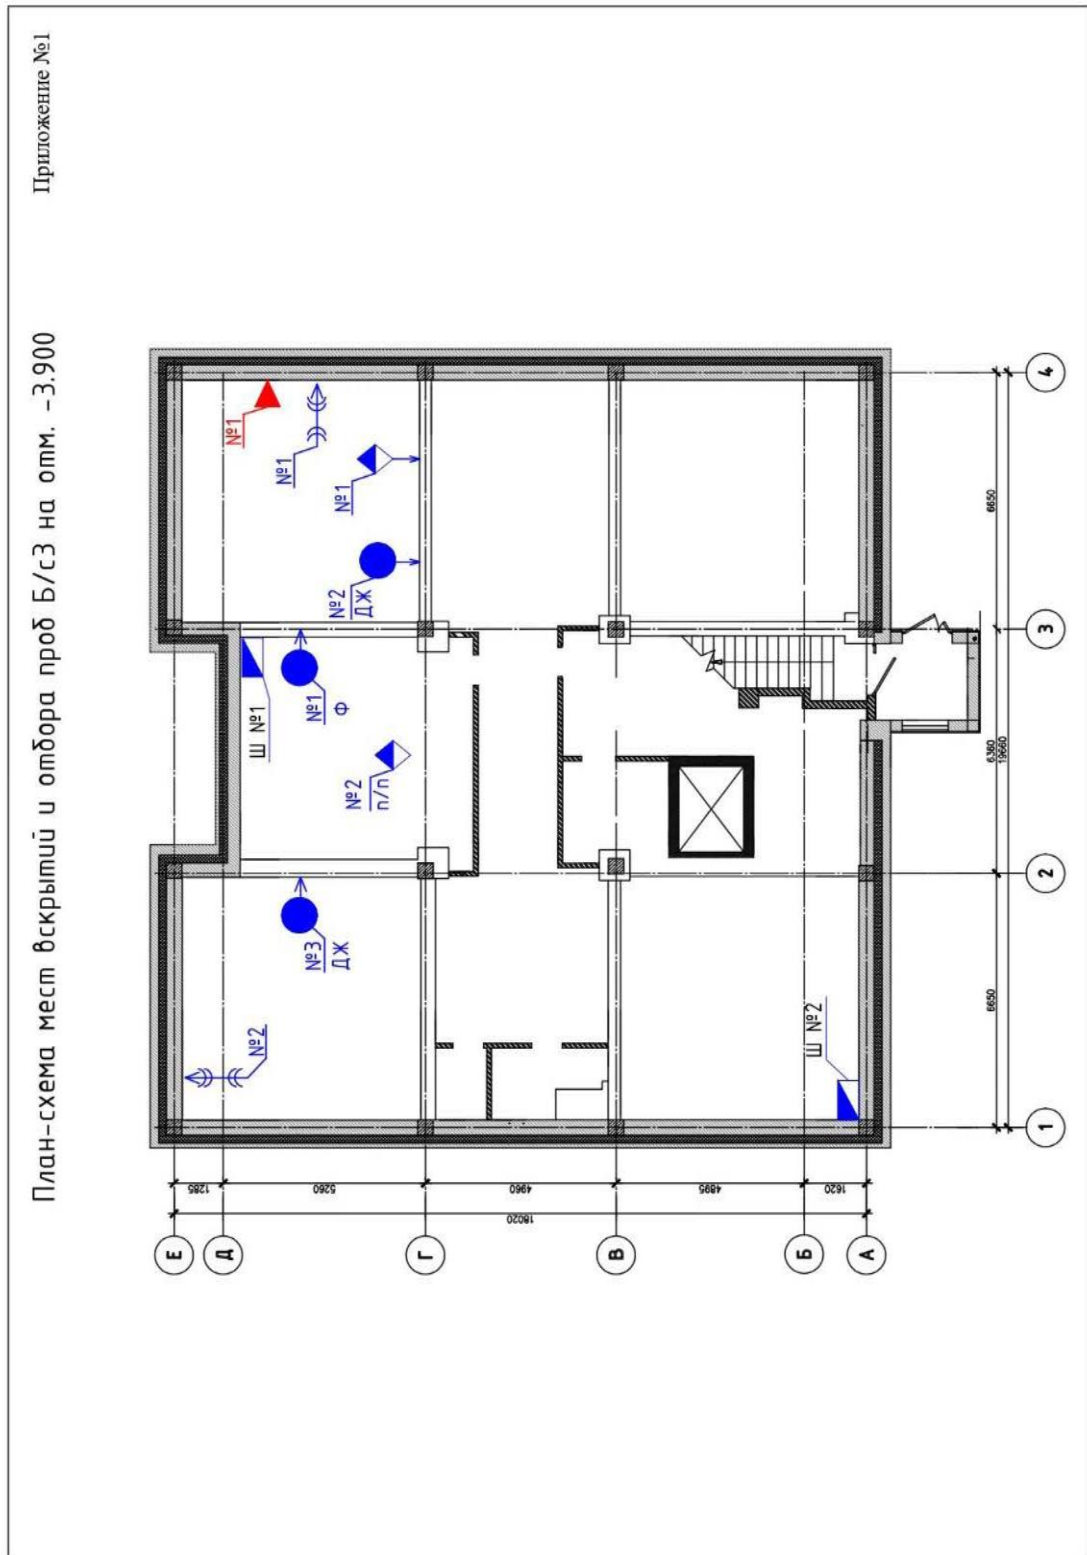 Приложение №1
План-схема мест вскрытий и отбора проб Б/с3 на отм. -3.900
№1
№1
№1
№2
ДЖ
Ш №1
№1
Ф
№2
п/п
№3
ДЖ
№2
Ш №2
1285
5260
4960
4895
1620
18020
6650
6360
19660
6650
Е
Д
Г
В
Б
А
4
3
2
1